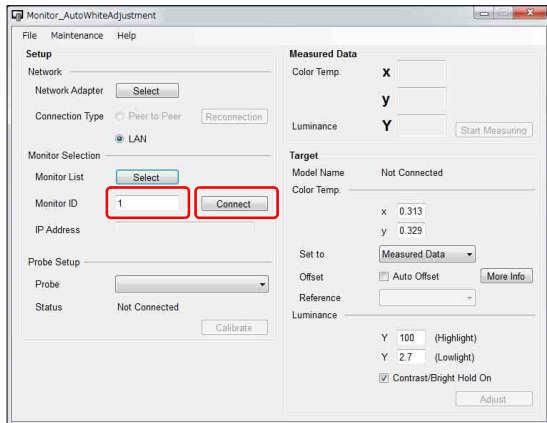 Monitor_AutoWhiteAdjustment
File Maintenance Help
Setup
Network
Network Adapter Select
Connection Type Peer to Peer Reconnection
LAN
Monitor Selection
Monitor List Select
Monitor ID 1 Connect
IP Address
Probe Setup
Probe
Status Not Connected
Calibrate
Measured Data
Color Temp. x
y
Luminance Y Start Measuring
Target
Model Name Not Connected
Color Temp.
x 0.313
y 0.329
Set to Measured Data
Offset Auto Offset More Info
Reference
Luminance
Y 100 (Highlight)
Y 2.7 (Lowlight)
Contrast/Bright Hold On
Adjust